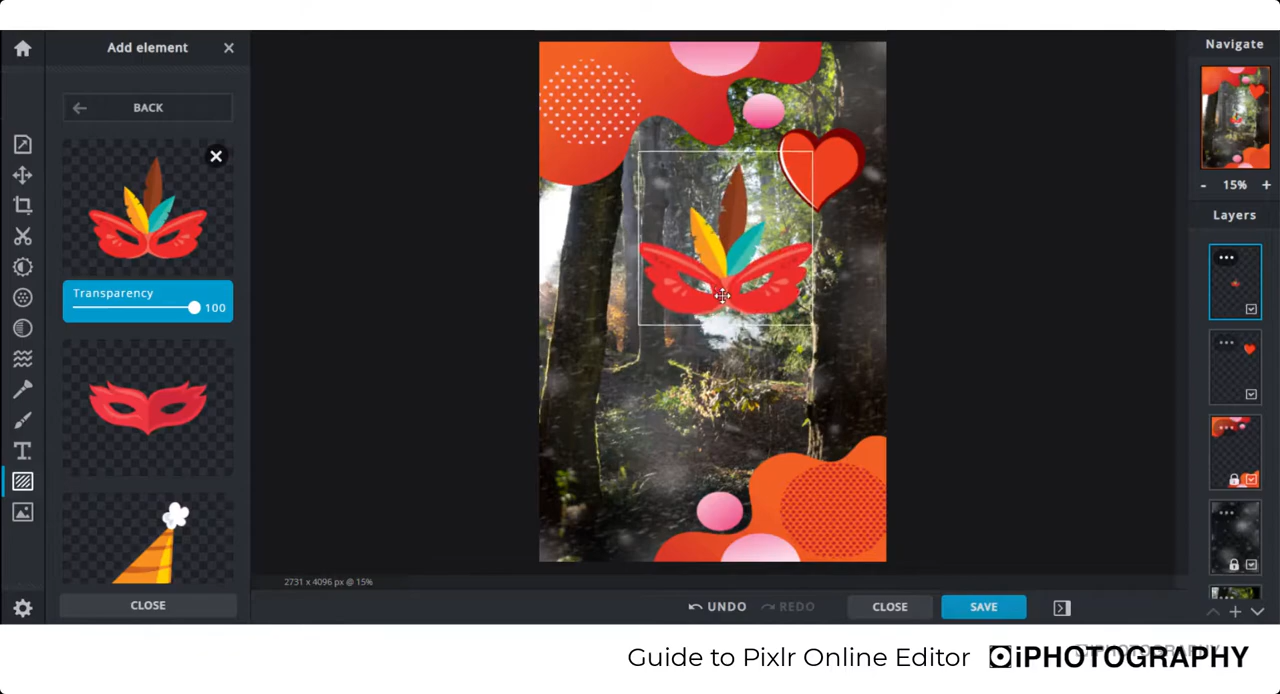 Add element
BACK
Transparency
100
CLOSE
2731 x 4096 px @ 15%
UNDO
REDO
CLOSE
SAVE
Navigate
- 15% +
Layers
Guide to Pixlr Online Editor
iPHOTOGRAPHY